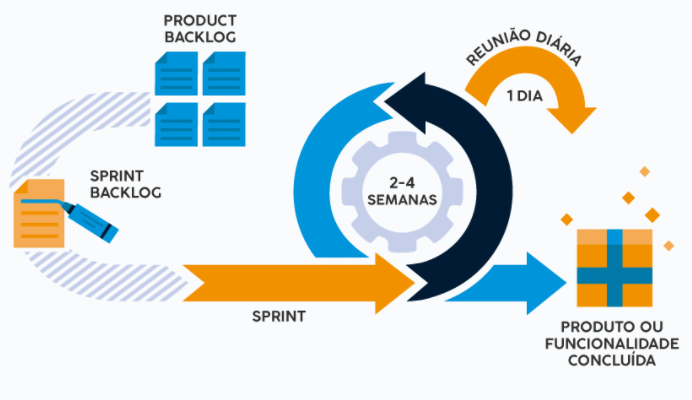 PRODUCT
BACKLOG
REUNIÃO DIÁRIA
1 DIA
SPRINT
BACKLOG
2-4
SEMANAS
SPRINT
PRODUTO OU
FUNCIONALIDADE
CONCLUÍDA